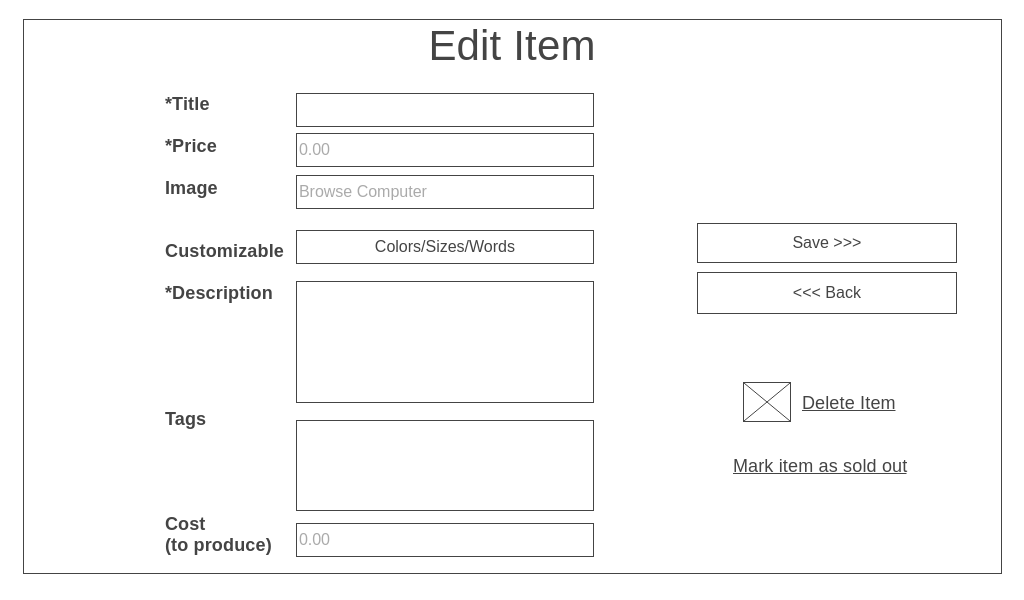 Edit Item
*Title
*Price
0.00
Image
Browse Computer
Customizable
Colors/Sizes/Words
*Description
Tags
Cost
(to produce)
0.00
Save >>>
<<< Back
Delete Item
Mark item as sold out